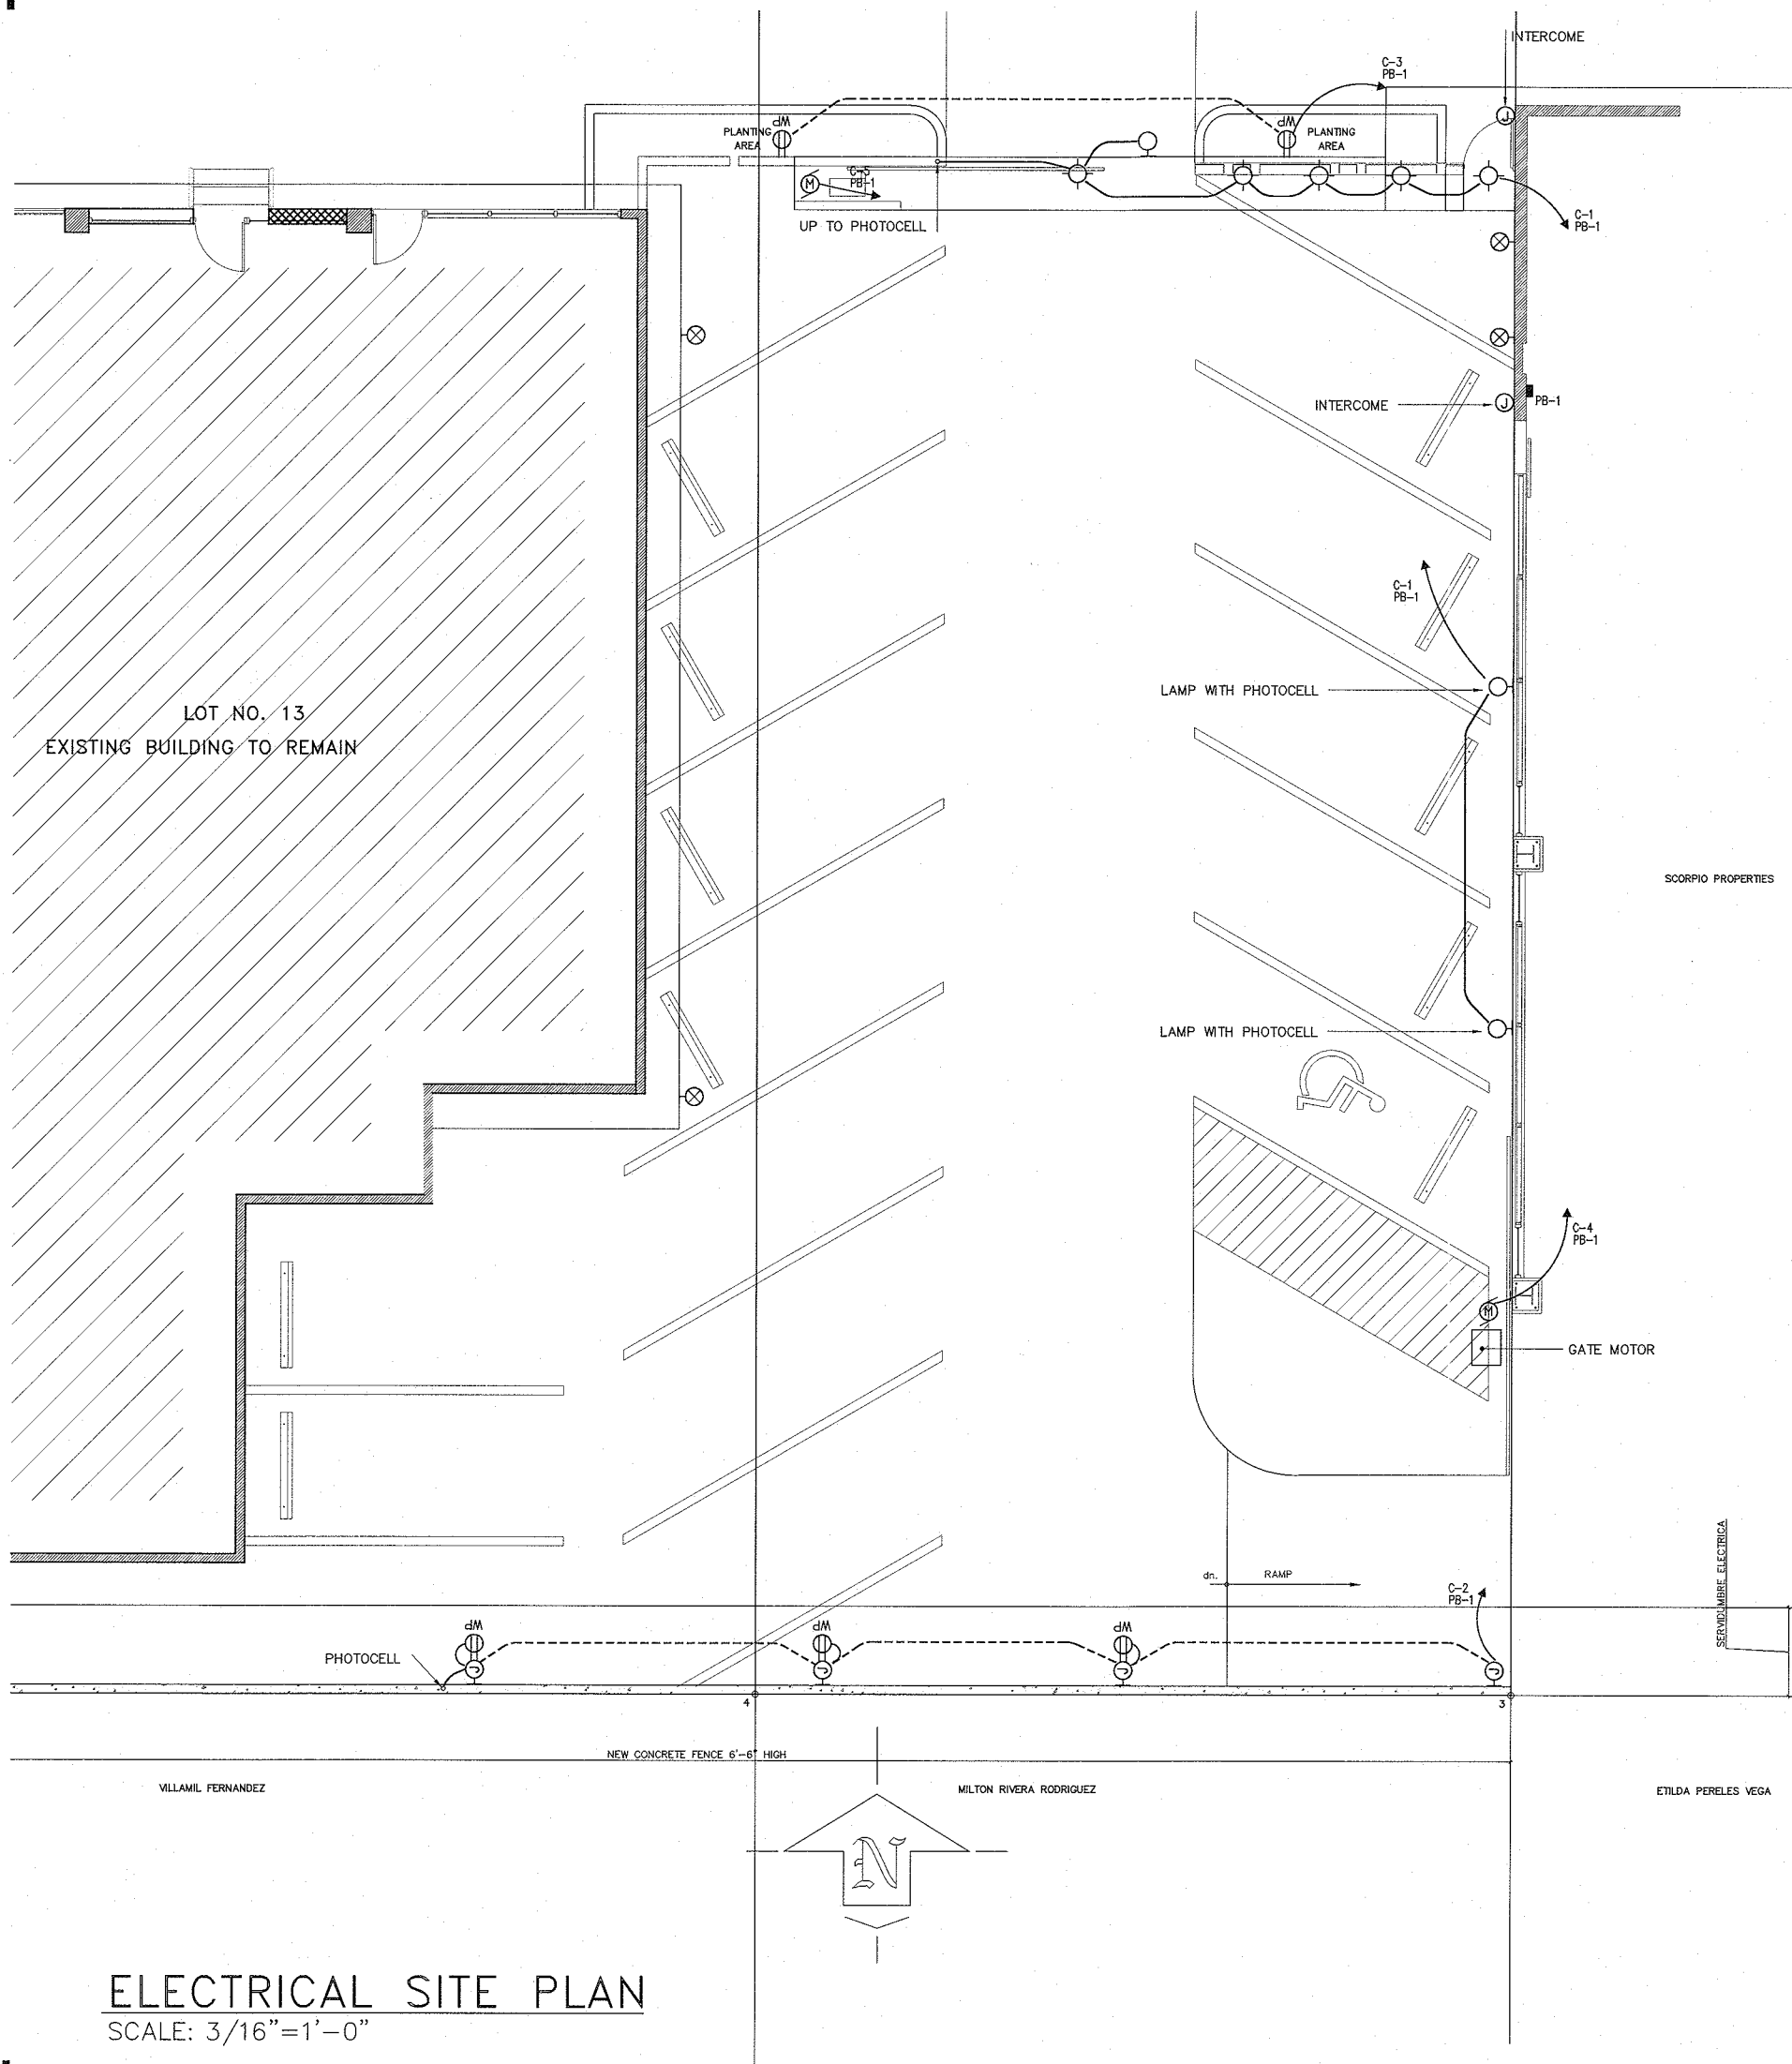 INTERCOME
C-3
PB-1
WP
WP
PLANTING
AREA
PLANTING
AREA
J
M
C-5
PB-1
UP TO PHOTOCELL
C-1
PB-1
INTERCOME
J
PB-1
C-1
PB-1
LAMP WITH PHOTOCELL
LOT NO. 13
EXISTING BUILDING TO REMAIN
SCORPIO PROPERTIES
LAMP WITH PHOTOCELL
C-4
PB-1
M
GATE MOTOR
SERVIDUMBRE ELECTRICA
dn.
RAMP
C-2
PB-1
WP
WP
WP
PHOTOCELL
J
J
J
J
4
3
NEW CONCRETE FENCE 6'-6" HIGH
VILLAMIL FERNANDEZ
MILTON RIVERA RODRIGUEZ
ETILDA PERELES VEGA
N
ELECTRICAL SITE PLAN
SCALE: 3/16"=1'-0"